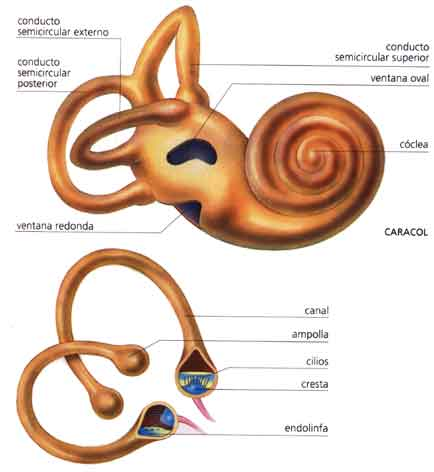 conducto
semicircular externo
conducto
semicircular
posterior
conducto
semicircular superior
ventana oval
cóclea
ventana redonda
CARACOL
canal
ampolla
cilios
cresta
endolinfa